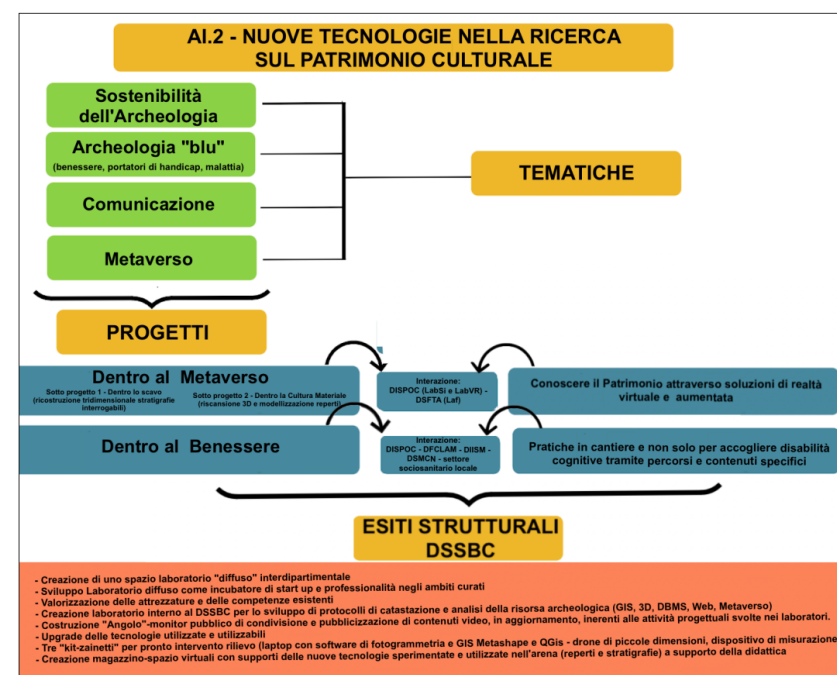 AI.2 - NUOVE TECNOLOGIE NELLA RICERCA
SUL PATRIMONIO CULTURALE
Sostenibilità
dell'Archeologia
Archeologia "blu"
(benessere, portatori di handicap, malattia)
Comunicazione
Metaverso
TEMATICHE
PROGETTI
Dentro al Metaverso
Sotto progetto 1 - Dentro lo scavo
(ricostruzione tridimensionale stratigrafie
interrogabili)
Sotto progetto 2 - Dentro la Cultura Materiale
(riscansione 3D e modellizzazione reperti)
Interazione:
DISPOC (LabSi e LabVR) -
DSFTA (Laf)
Conoscere il Patrimonio attraverso soluzioni di realtà
virtuale e aumentata
Dentro al Benessere
Interazione:
DISPOC - DFCLAM - DIISM -
DSMCN - settore
sociosanitario locale
Pratiche in cantiere e non solo per accogliere disabilità
cognitive tramite percorsi e contenuti specifici
ESITI STRUTTURALI
DSSBC
- Creazione di uno spazio laboratorio "diffuso" interdipartimentale
- Sviluppo Laboratorio diffuso come incubatore di start up e professionalità negli ambiti curati
- Valorizzazione delle attrezzature e delle competenze esistenti
- Creazione laboratorio interno al DSSBC per lo sviluppo di protocolli di catastazione e analisi della risorsa archeologica (GIS, 3D, DBMS, Web, Metaverso)
- Costruzione "Angolo"-monitor pubblico di condivisione e pubblicizzazione di contenuti video, in aggiornamento, inerenti alle attività progettuali svolte nei laboratori.
- Upgrade delle tecnologie utilizzate e utilizzabili
- Tre "kit-zainetti" per pronto intervento rilievo (laptop con software di fotogrammetria e GIS Metashape e QGis - drone di piccole dimensioni, dispositivo di misurazione
- Creazione magazzino-spazio virtuali con supporti delle nuove tecnologie sperimentate e utilizzate nell'arena (reperti e stratigrafie) a supporto della didattica